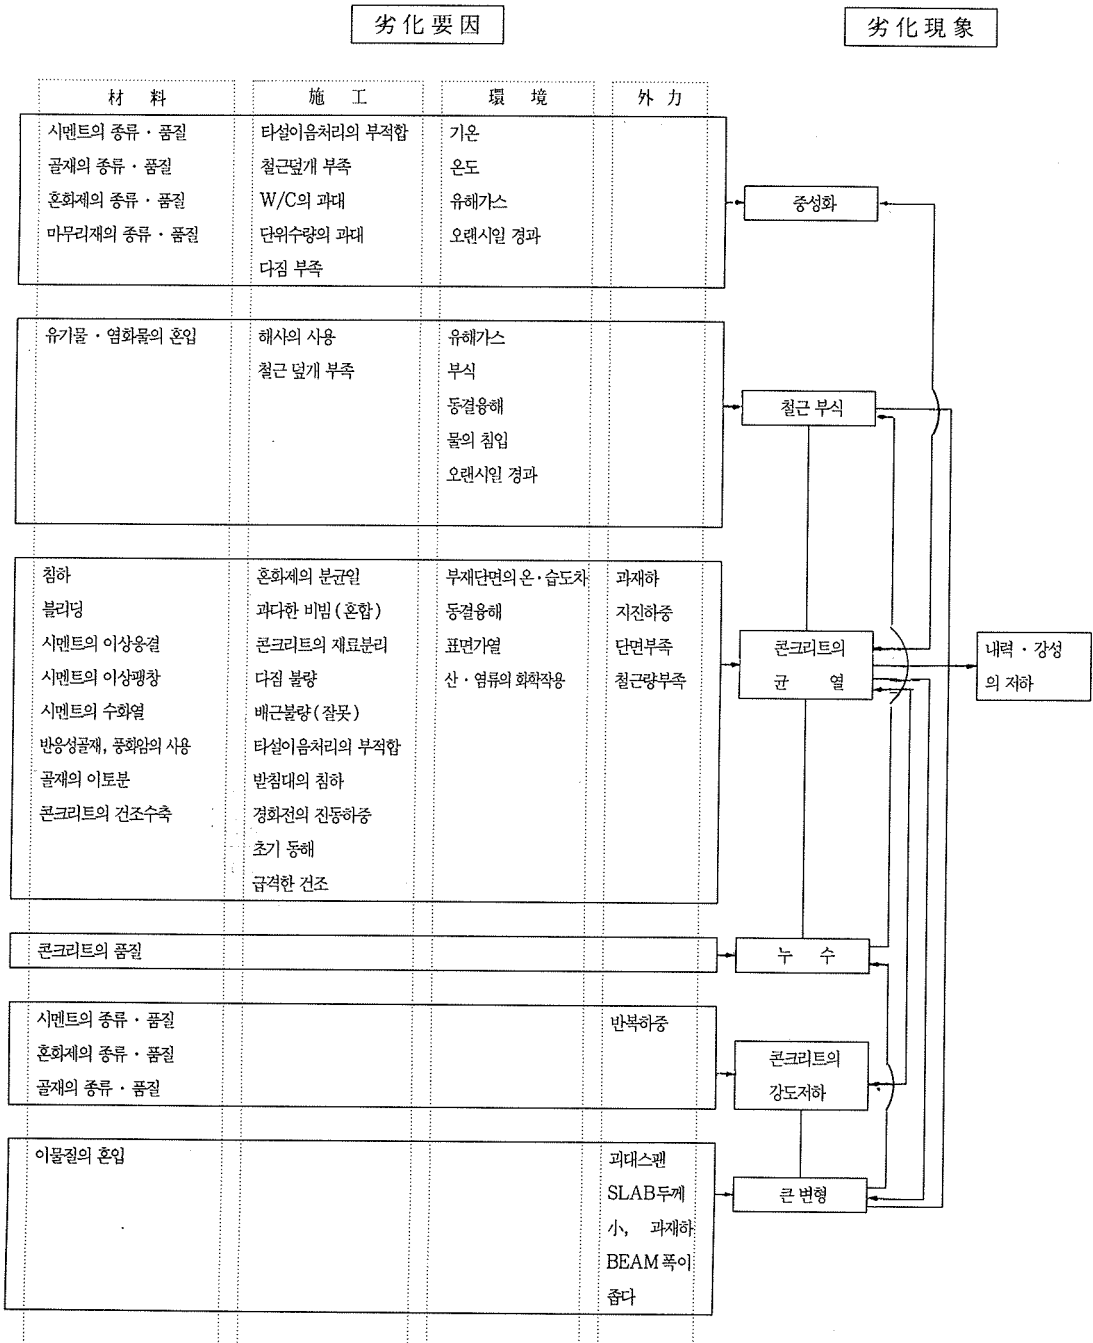 劣化要因
劣化現象
材 料
施 工
環 境
外 力
시멘트의 종류 · 품질
골재의 종류 · 품질
혼화제의 종류 · 품질
마무리재의 종류 · 품질
타설이음처리의 부적합
철근덮개 부족
W/C의 과대
단위수량의 과대
다짐 부족
기온
온도
유해가스
오랜시일 경과
중성화
유기물 · 염화물의 혼입
해사의 사용
철근 덮개 부족
유해가스
부식
동결융해
물의 침입
오랜시일 경과
철근 부식
침하
블리딩
시멘트의 이상응결
시멘트의 이상팽창
시멘트의 수화열
반응성골재, 풍화암의 사용
골재의 이토분
콘크리트의 건조수축
혼화제의 분균일
과다한 비빔(혼합)
콘크리트의 재료분리
다짐 불량
배근불량(잘못)
타설이음처리의 부적합
받침대의 침하
경화전의 진동하중
초기 동해
급격한 건조
부재단면의 온·습도차
동결융해
표면가열
산 · 염류의 화학작용
과재하
지진하중
단면부족
철근량부족
콘크리트의
균 열
내력 · 강성
의 저하
콘크리트의 품질
누 수
시멘트의 종류 · 품질
혼화제의 종류 · 품질
골재의 종류 · 품질
반복하중
콘크리트의
강도저하
이물질의 혼입
괴대스팬
SLAB두께
小, 과재하
BEAM폭이
좁다
큰 변형